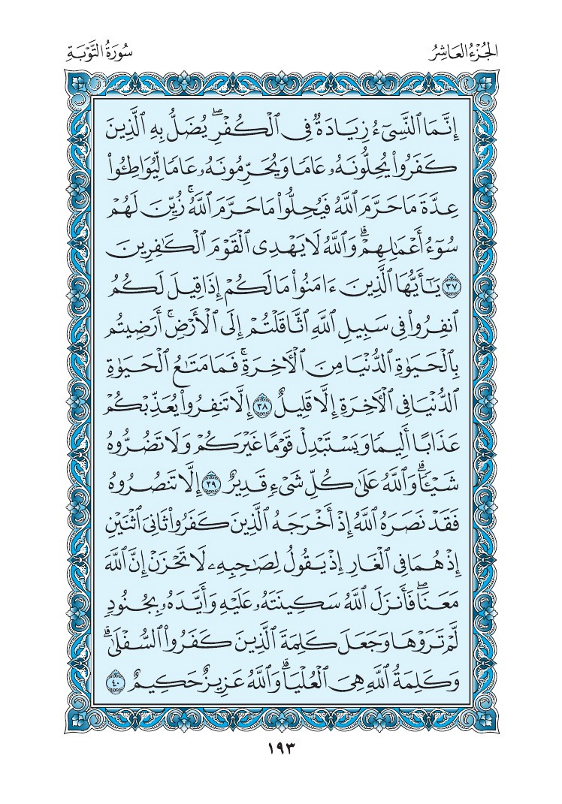 سُورَةُ التَّوْبَةِ
الجُزْءُ العَاشِرُ
إِنَّمَا ٱلنَّسِيٓءُ زِيَادَةٌ فِي ٱلْكُفْرِۖ يُضَلُّ بِهِ ٱلَّذِينَ
كَفَرُواْ يُحِلُّونَهُۥ عَامٗا وَيُحَرِّمُونَهُۥ عَامٗا لِّيُوَاطِـُٔواْ
عِدَّةَ مَا حَرَّمَ ٱللَّهُ فَيُحِلُّواْ مَا حَرَّمَ ٱللَّهُۚ زُيِّنَ لَهُمْ
سُوٓءُ أَعْمَٰلِهِمْۗ وَٱللَّهُ لَا يَهْدِي ٱلْقَوْمَ ٱلْكَٰفِرِينَ
٣٧ يَٰٓأَيُّهَا ٱلَّذِينَ ءَامَنُواْ مَا لَكُمْ إِذَا قِيلَ لَكُمُ
ٱنفِرُواْ فِي سَبِيلِ ٱللَّهِ ٱثَّاقَلْتُمْ إِلَى ٱلْأَرْضِۚ أَرَضِيتُم
بِٱلْحَيَوٰةِ ٱلدُّنْيَا مِنَ ٱلْأٓخِرَةِۚ فَمَا مَتَٰعُ ٱلْحَيَوٰةِ
ٱلدُّنْيَا فِي ٱلْأٓخِرَةِ إِلَّا قَلِيلٌ ٣٨ إِلَّا تَنفِرُواْ يُعَذِّبْكُمْ
عَذَابًا أَلِيمٗا وَيَسْتَبْدِلْ قَوْمًا غَيْرَكُمْ وَلَا تَضُرُّوهُ
شَيْـٔٗاۗ وَٱللَّهُ عَلَىٰ كُلِّ شَيْءٖ قَدِيرٌ ٣٩ إِلَّا تَنصُرُوهُ
فَقَدْ نَصَرَهُ ٱللَّهُ إِذْ أَخْرَجَهُ ٱلَّذِينَ كَفَرُواْ ثَانِيَ ٱثْنَيْنِ
إِذْ هُمَا فِي ٱلْغَارِ إِذْ يَقُولُ لِصَٰحِبِهِۦ لَا تَحْزَنْ إِنَّ ٱللَّهَ
مَعَنَاۖ فَأَنزَلَ ٱللَّهُ سَكِينَتَهُۥ عَلَيْهِ وَأَيَّدَهُۥ بِجُنُودٖ
لَّمْ تَرَوْهَا وَجَعَلَ كَلِمَةَ ٱلَّذِينَ كَفَرُواْ ٱلسُّفْلَىٰۗ
وَكَلِمَةُ ٱللَّهِ هِيَ ٱلْعُلْيَاۗ وَٱللَّهُ عَزِيزٌ حَكِيمٌ ٤٠
١٩٣